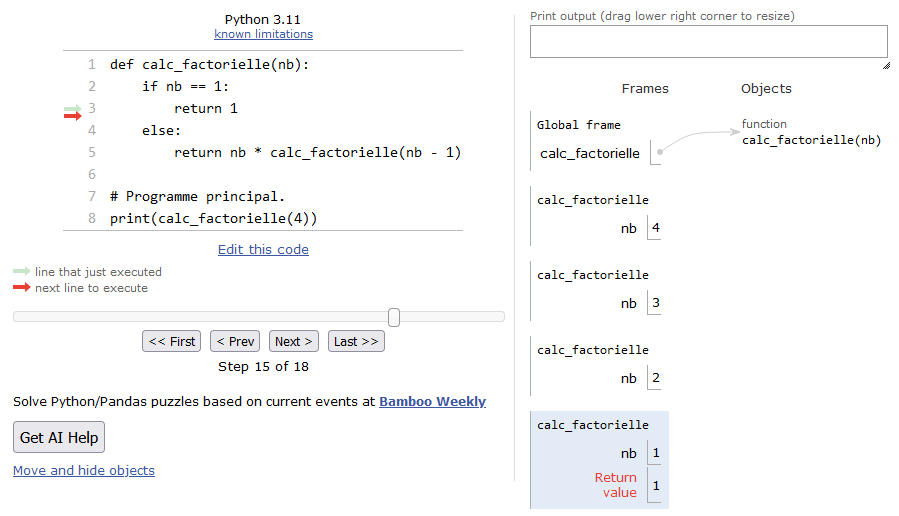 Python 3.11
known limitations
1 def calc_factorielle(nb):
2     if nb == 1:
3         return 1
4     else:
5         return nb * calc_factorielle(nb - 1)
6
7 # Programme principal.
8 print(calc_factorielle(4))
Edit this code
line that just executed
next line to execute
<< First < Prev Next > Last >>
Step 15 of 18
Solve Python/Pandas puzzles based on current events at Bamboo Weekly
Get AI Help
Move and hide objects
Print output (drag lower right corner to resize)
Frames Objects
Global frame
calc_factorielle
function
calc_factorielle(nb)
calc_factorielle
nb 4
calc_factorielle
nb 3
calc_factorielle
nb 2
calc_factorielle
nb 1
Return
value 1